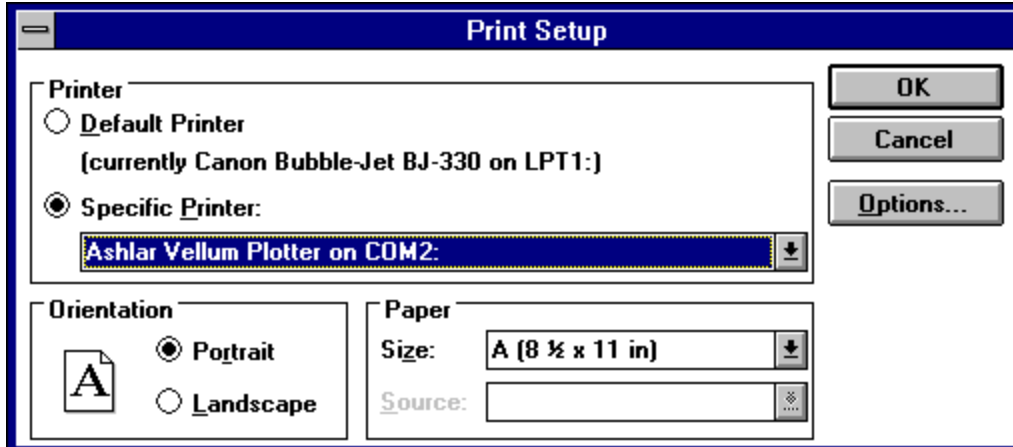 Print Setup
Printer
Default Printer
(currently Canon Bubble-Jet BJ-330 on LPT1:)
Specific Printer:
Ashlar Vellum Plotter on COM2:
OK
Cancel
Options...
Orientation
A
Portrait
Landscape
Paper
Size: A (8 ½ x 11 in)
Source: